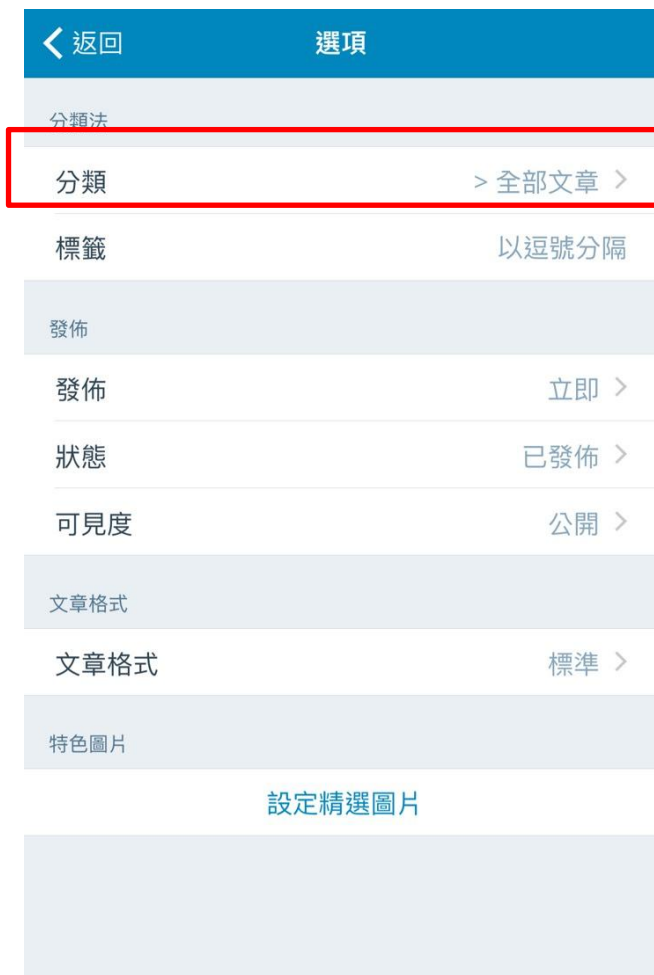 返回
選項
分類法
分類
> 全部文章
標籤
以逗號分隔
發佈
發佈
立即
狀態
已發佈
可見度
公開
文章格式
文章格式
標準
特色圖片
設定精選圖片